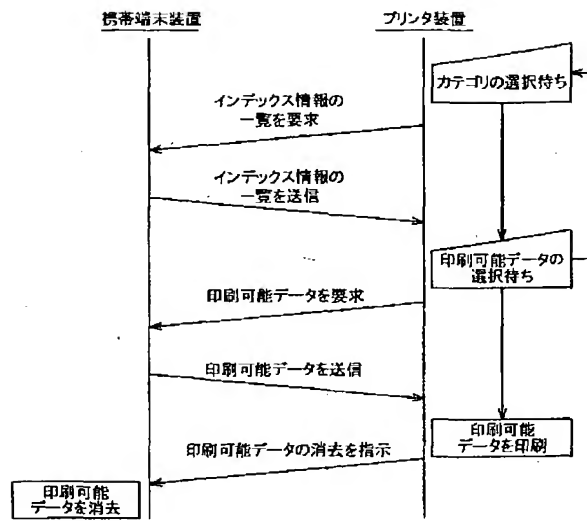 携帯端末装置
プリンタ装置
カテゴリの選択待ち
インデックス情報の
一覧を要求
インデックス情報の
一覧を送信
印刷可能データの
選択待ち
印刷可能データを要求
印刷可能データを送信
印刷可能
データを印刷
印刷可能データの消去を指示
印刷可能
データを消去